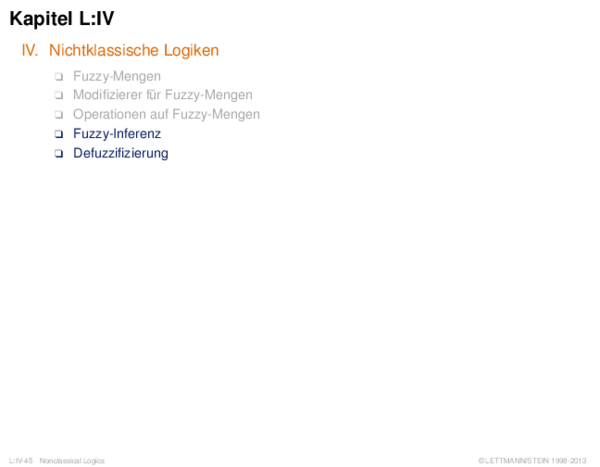 Kapitel L:IV
IV. Nichtklassische Logiken
❑ Fuzzy-Mengen
❑ Modifizierer für Fuzzy-Mengen
❑ Operationen auf Fuzzy-Mengen
❑ Fuzzy-Inferenz
❑ Defuzzifizierung
L:IV-45 Nonclassical Logics ©LETTMANN/STEIN 1998-2013